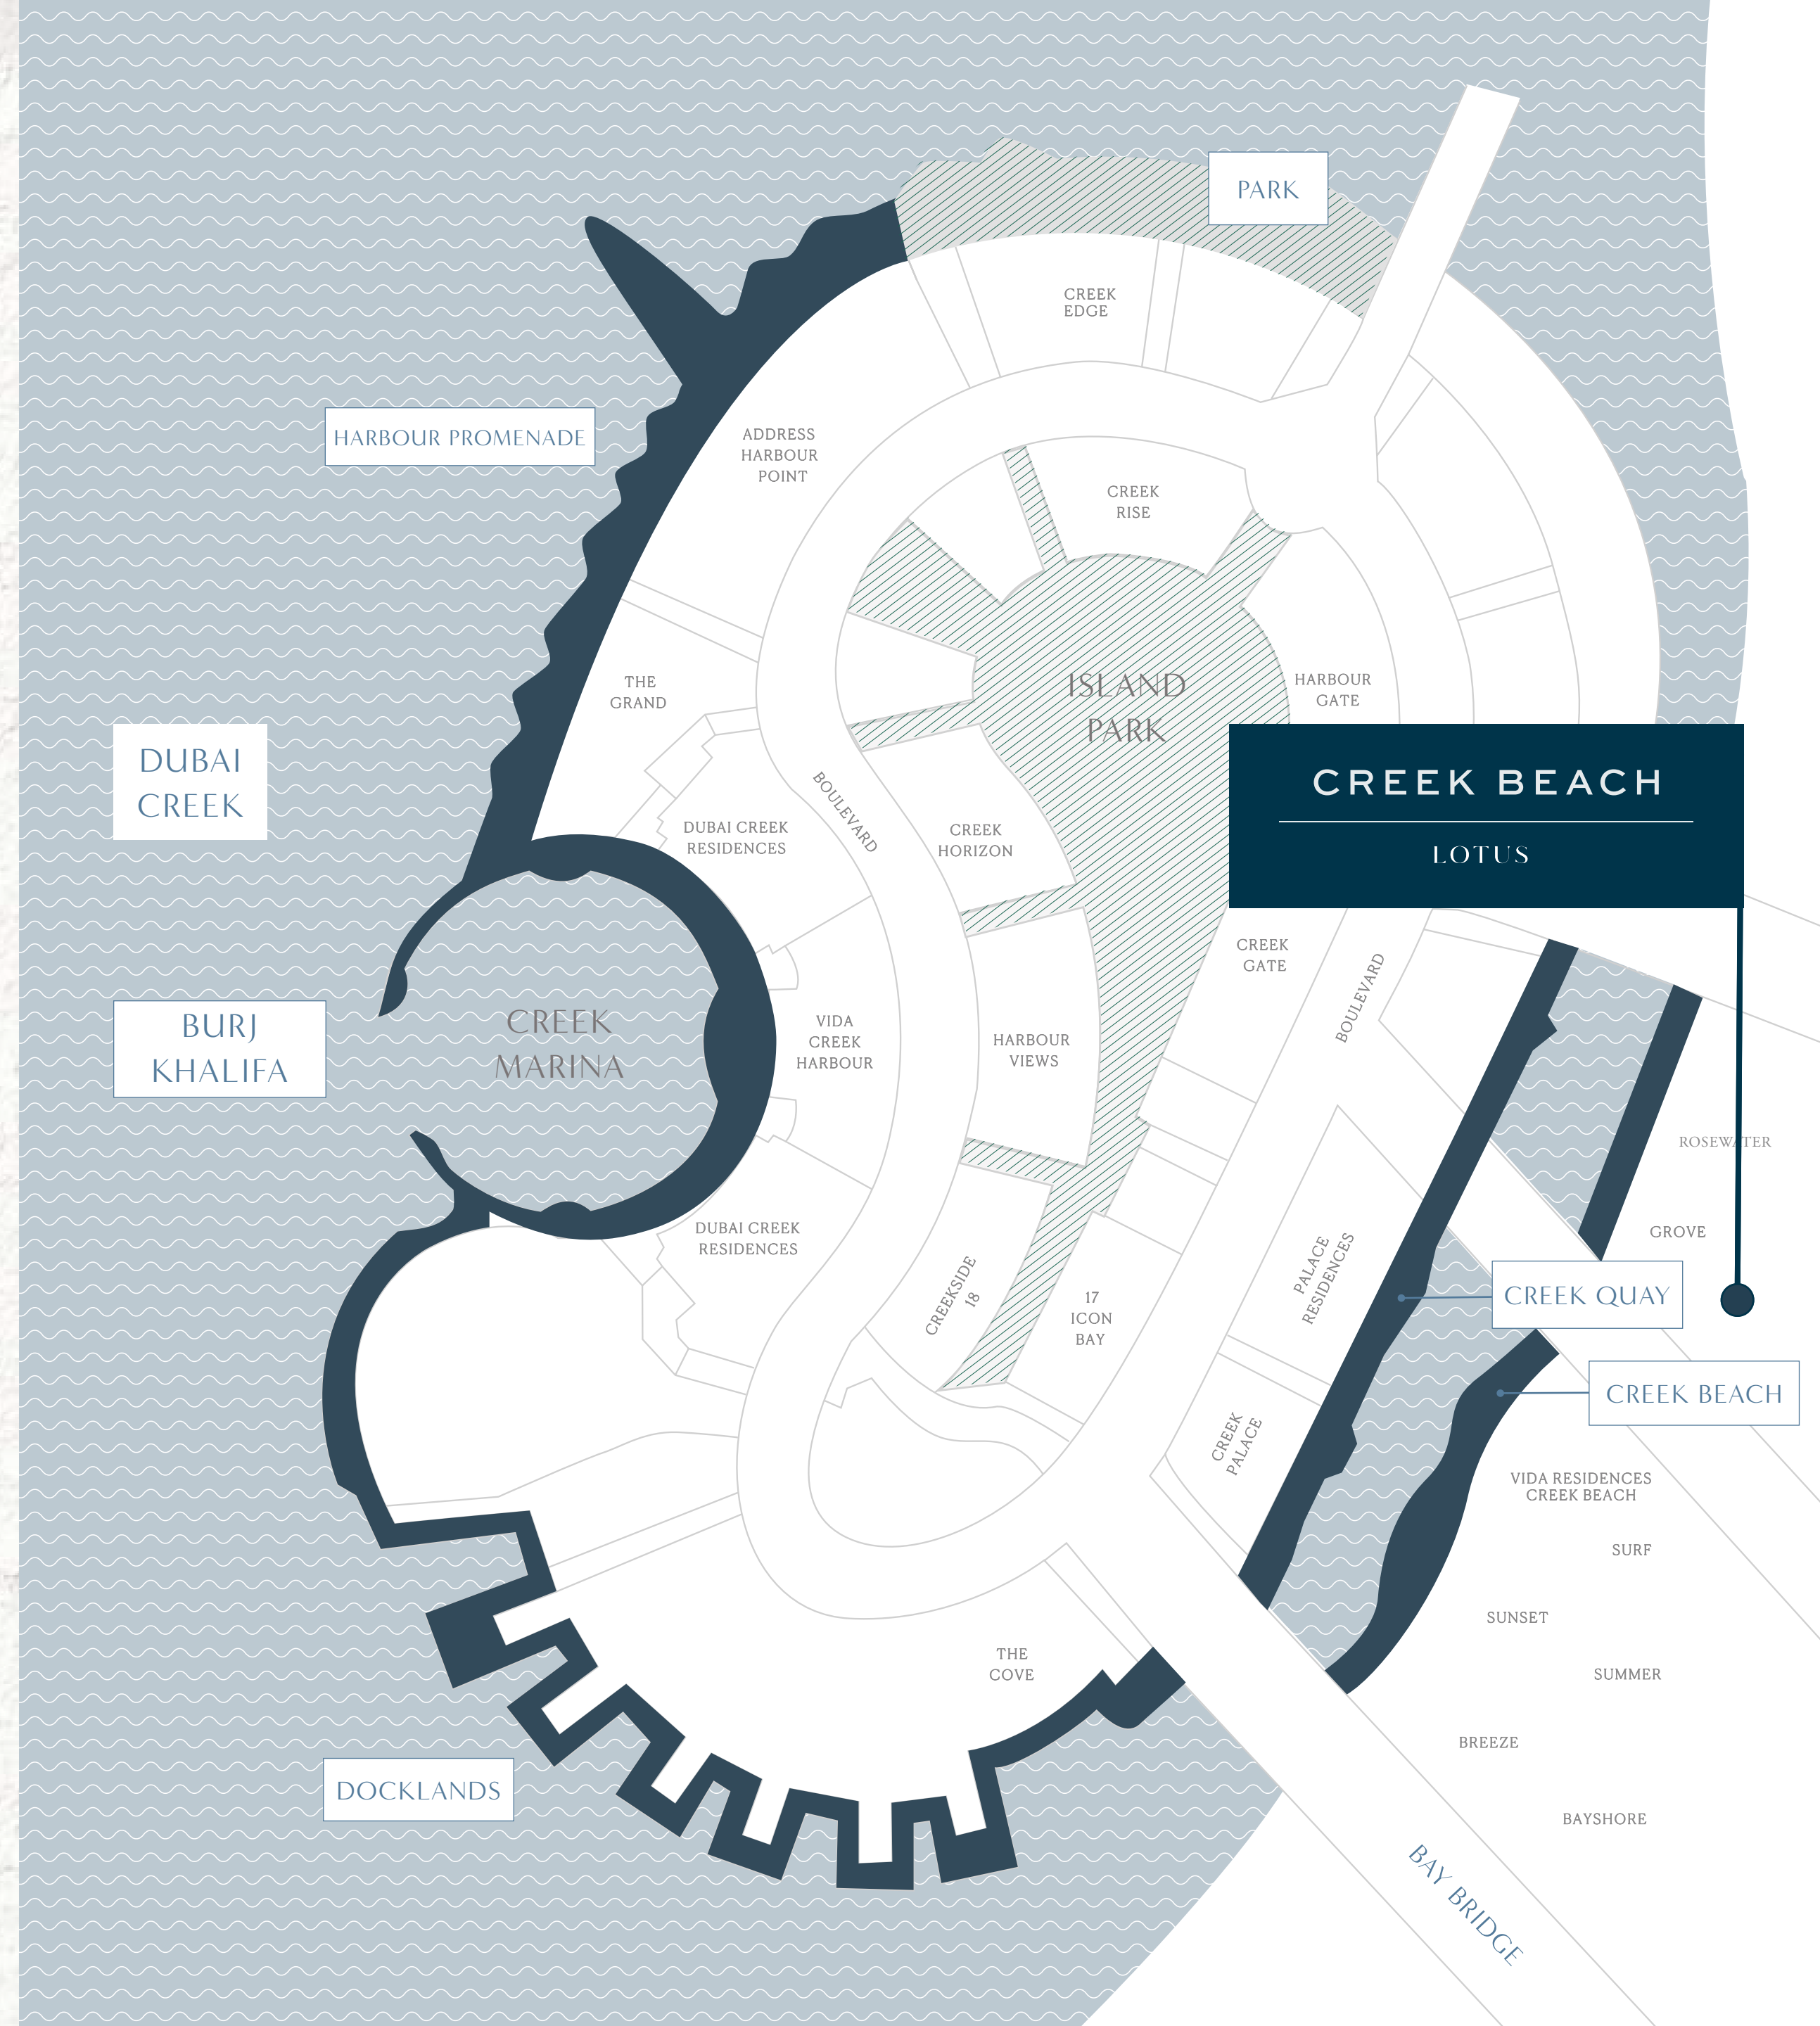 PARK
CREEK
EDGE
HARBOUR PROMENADE
ADDRESS
HARBOUR
POINT
CREEK
RISE
THE
GRAND
ISLAND
PARK
HARBOUR
GATE
DUBAI
CREEK
BOULEVARD
DUBAI CREEK
RESIDENCES
CREEK
HORIZON
CREEK BEACH
LOTUS
CREEK
GATE
BOULEVARD
BURJ
KHALIFA
CREEK
MARINA
VIDA
CREEK
HARBOUR
HARBOUR
VIEWS
ROSEWATER
DUBAI CREEK
RESIDENCES
GROVE
PALACE
RESIDENCES
CREEKSIDE
18
17
ICON
BAY
CREEK QUAY
CREEK BEACH
CREEK
PALACE
VIDA RESIDENCES
CREEK BEACH
SURF
SUNSET
THE
COVE
SUMMER
BREEZE
DOCKLANDS
BAYSHORE
BAY BRIDGE